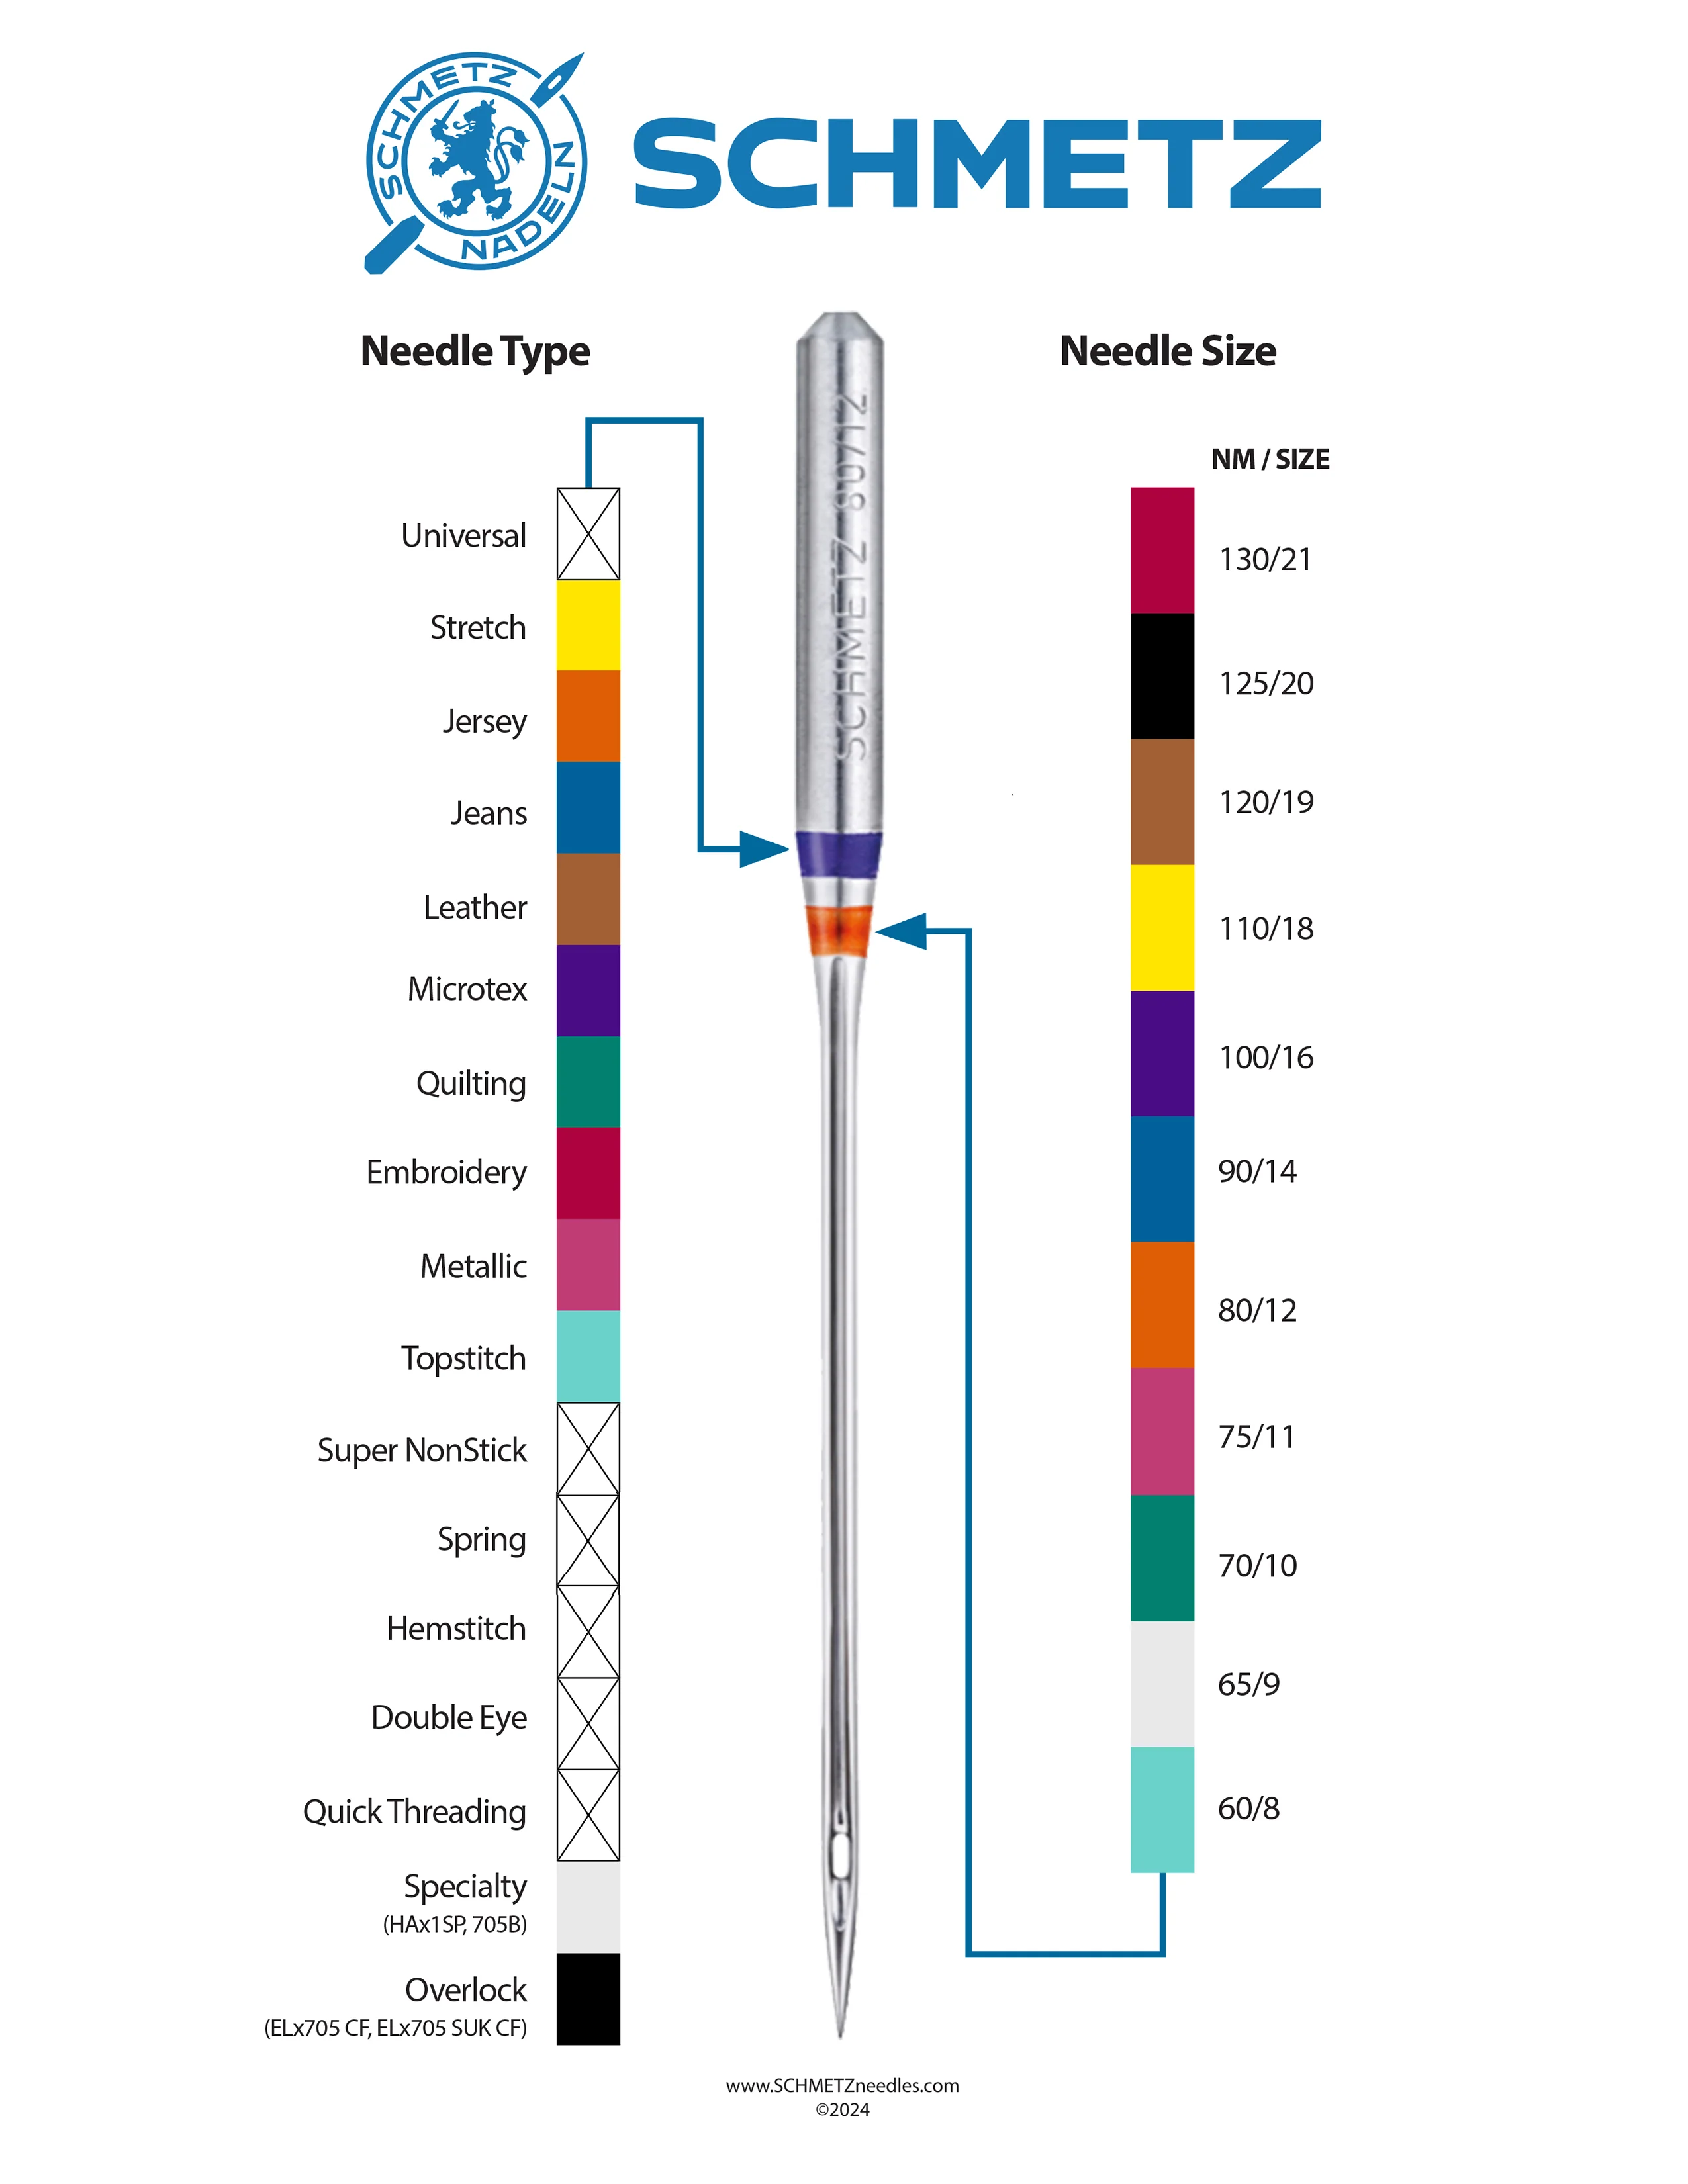 SCHMETZ
NADELN
SCHMETZ
Needle Type
Needle Size
SCHMETZ 80/12
NM / SIZE
Universal
Stretch
Jersey
Jeans
Leather
Microtex
Quilting
Embroidery
Metallic
Topstitch
Super NonStick
Spring
Hemstitch
Double Eye
Quick Threading
Specialty
(HAx1SP, 705B)
Overlock
(ELx705 CF, ELx705 SUK CF)
130/21
125/20
120/19
110/18
100/16
90/14
80/12
75/11
70/10
65/9
60/8
www.SCHMETZneedles.com
©2024